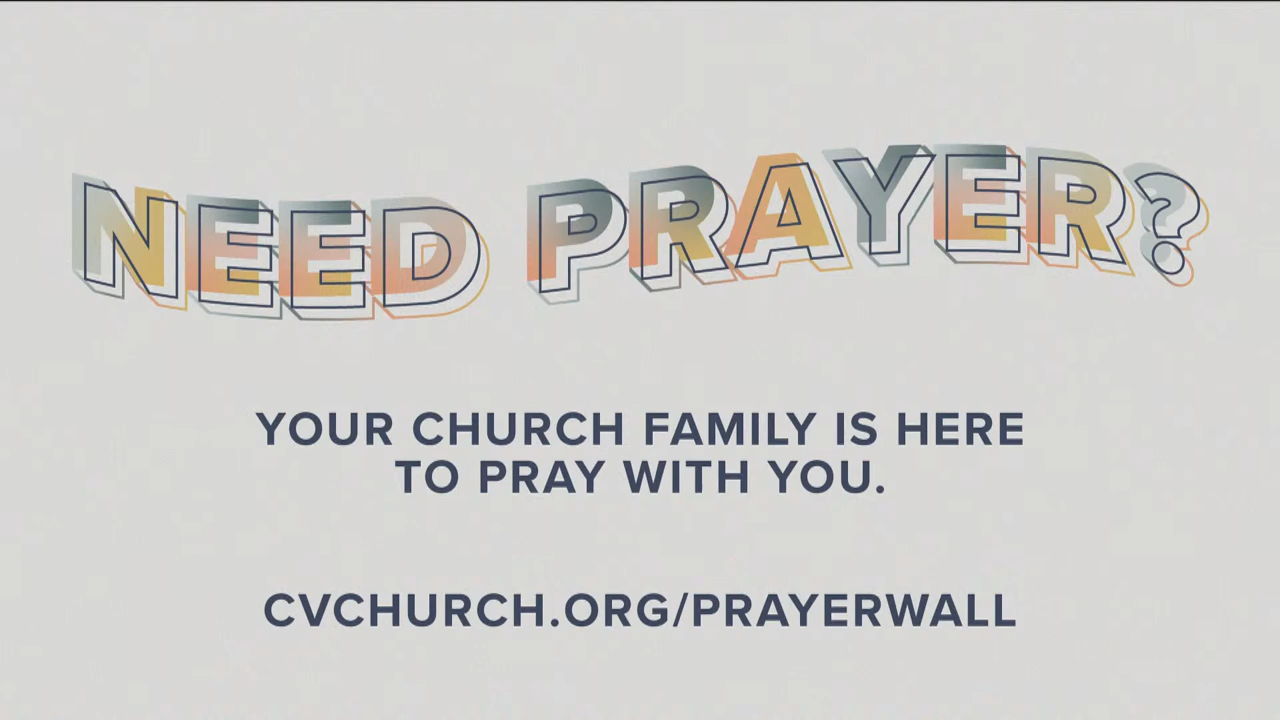 NEED PRAYER?
YOUR CHURCH FAMILY IS HERE
TO PRAY WITH YOU.
CVCHURCH.ORG/PRAYERWALL